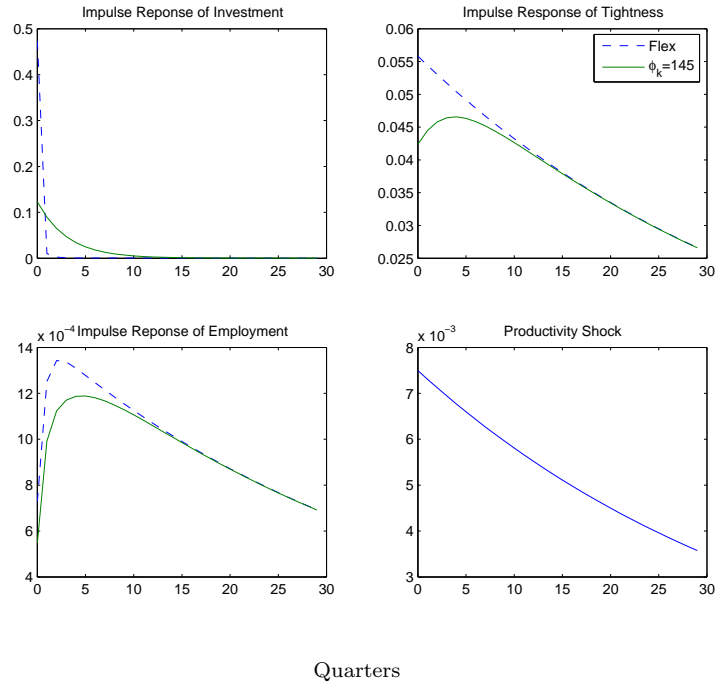 Impulse Reponse of Investment
0.5
0.4
0.3
0.2
0.1
0
0 5 10 15 20 25 30
Impulse Response of Tightness
0.06
0.055
0.05
0.045
0.04
0.035
0.03
0.025
0 5 10 15 20 25 30
Flex
ϕk=145
x 10−4 Impulse Reponse of Employment
14
12
10
8
6
4
0 5 10 15 20 25 30
x 10−3 Productivity Shock
8
7
6
5
4
3
0 5 10 15 20 25 30
Quarters